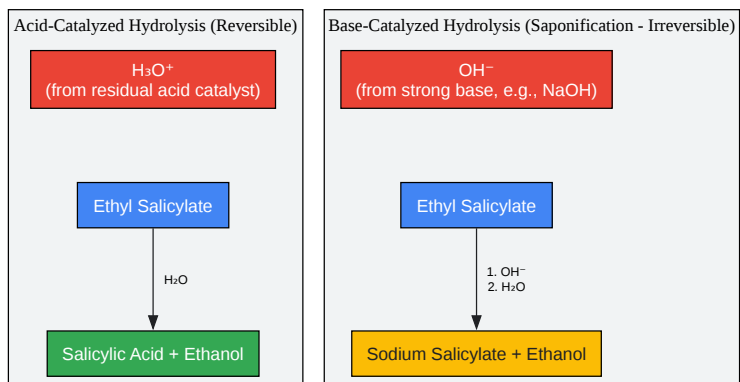 Acid-Catalyzed Hydrolysis (Reversible)
H₃O⁺
(from residual acid catalyst)
Ethyl Salicylate
H₂O
Salicylic Acid + Ethanol
Base-Catalyzed Hydrolysis (Saponification - Irreversible)
OH⁻
(from strong base, e.g., NaOH)
Ethyl Salicylate
1. OH⁻
2. H₂O
Sodium Salicylate + Ethanol